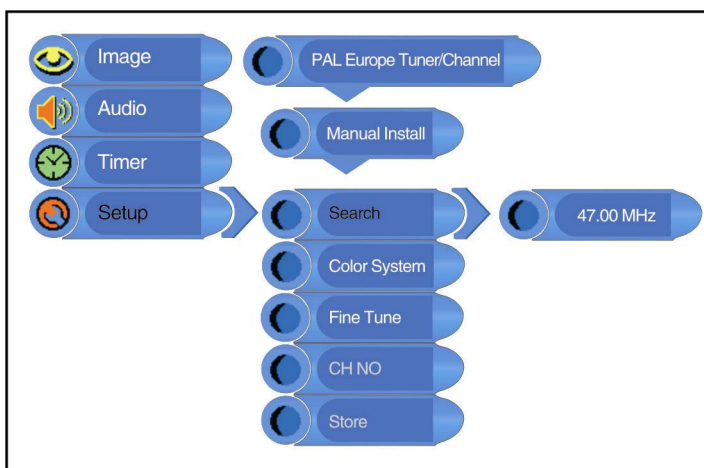 Image
Audio
Timer
Setup
PAL Europe Tuner/Channel
Manual Install
Search
Color System
Fine Tune
CH NO
Store
47.00 MHz